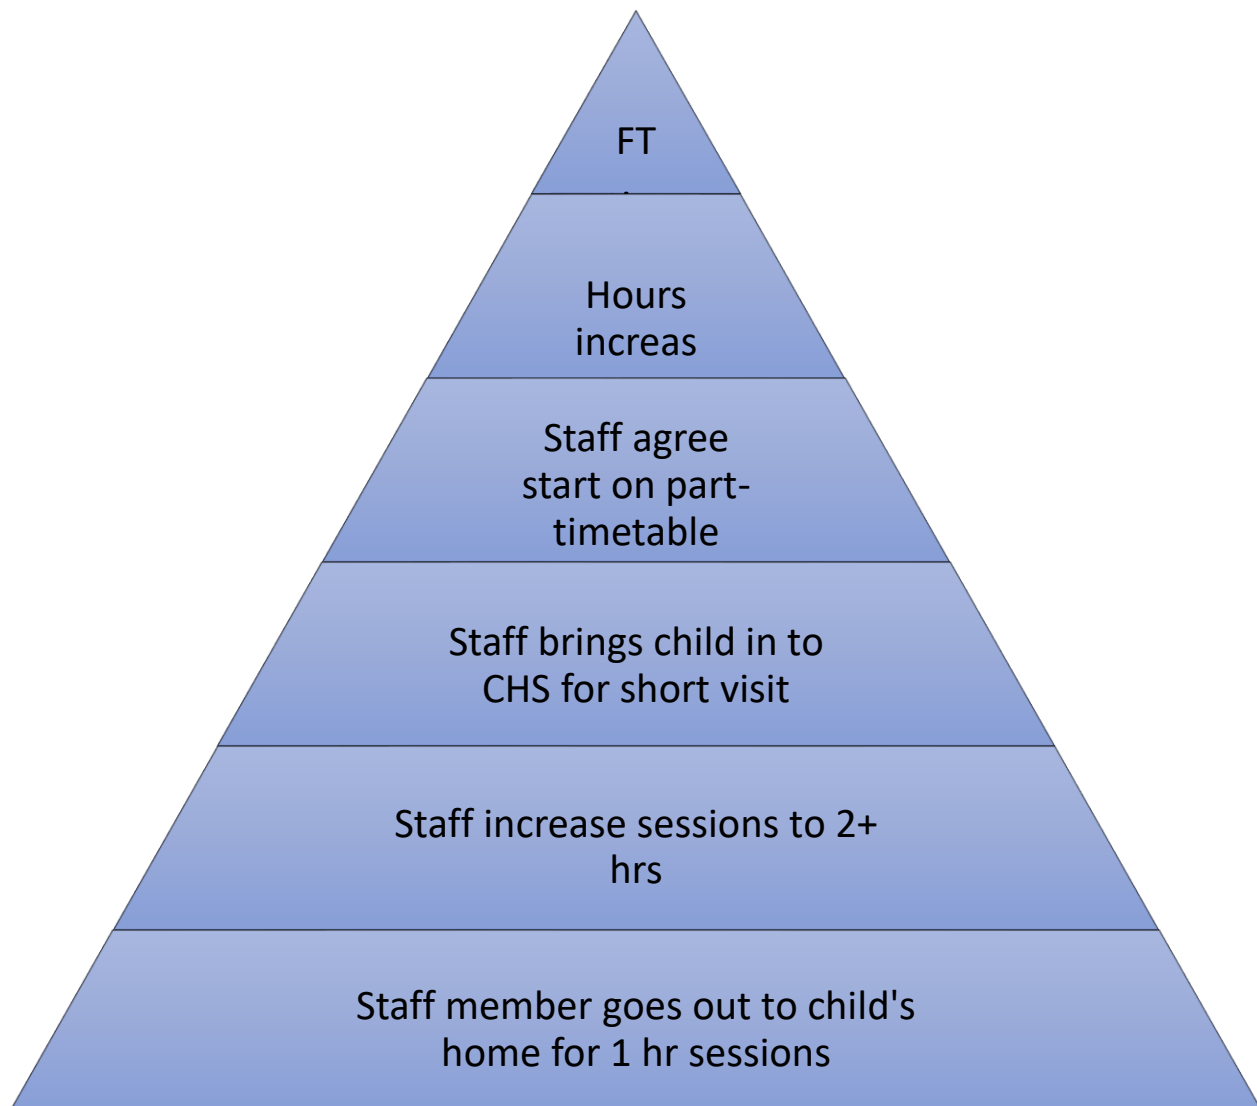 FT
Hours
increas
Staff agree
start on part-
timetable
Staff brings child in to
CHS for short visit
Staff increase sessions to 2+
hrs
Staff member goes out to child's
home for 1 hr sessions